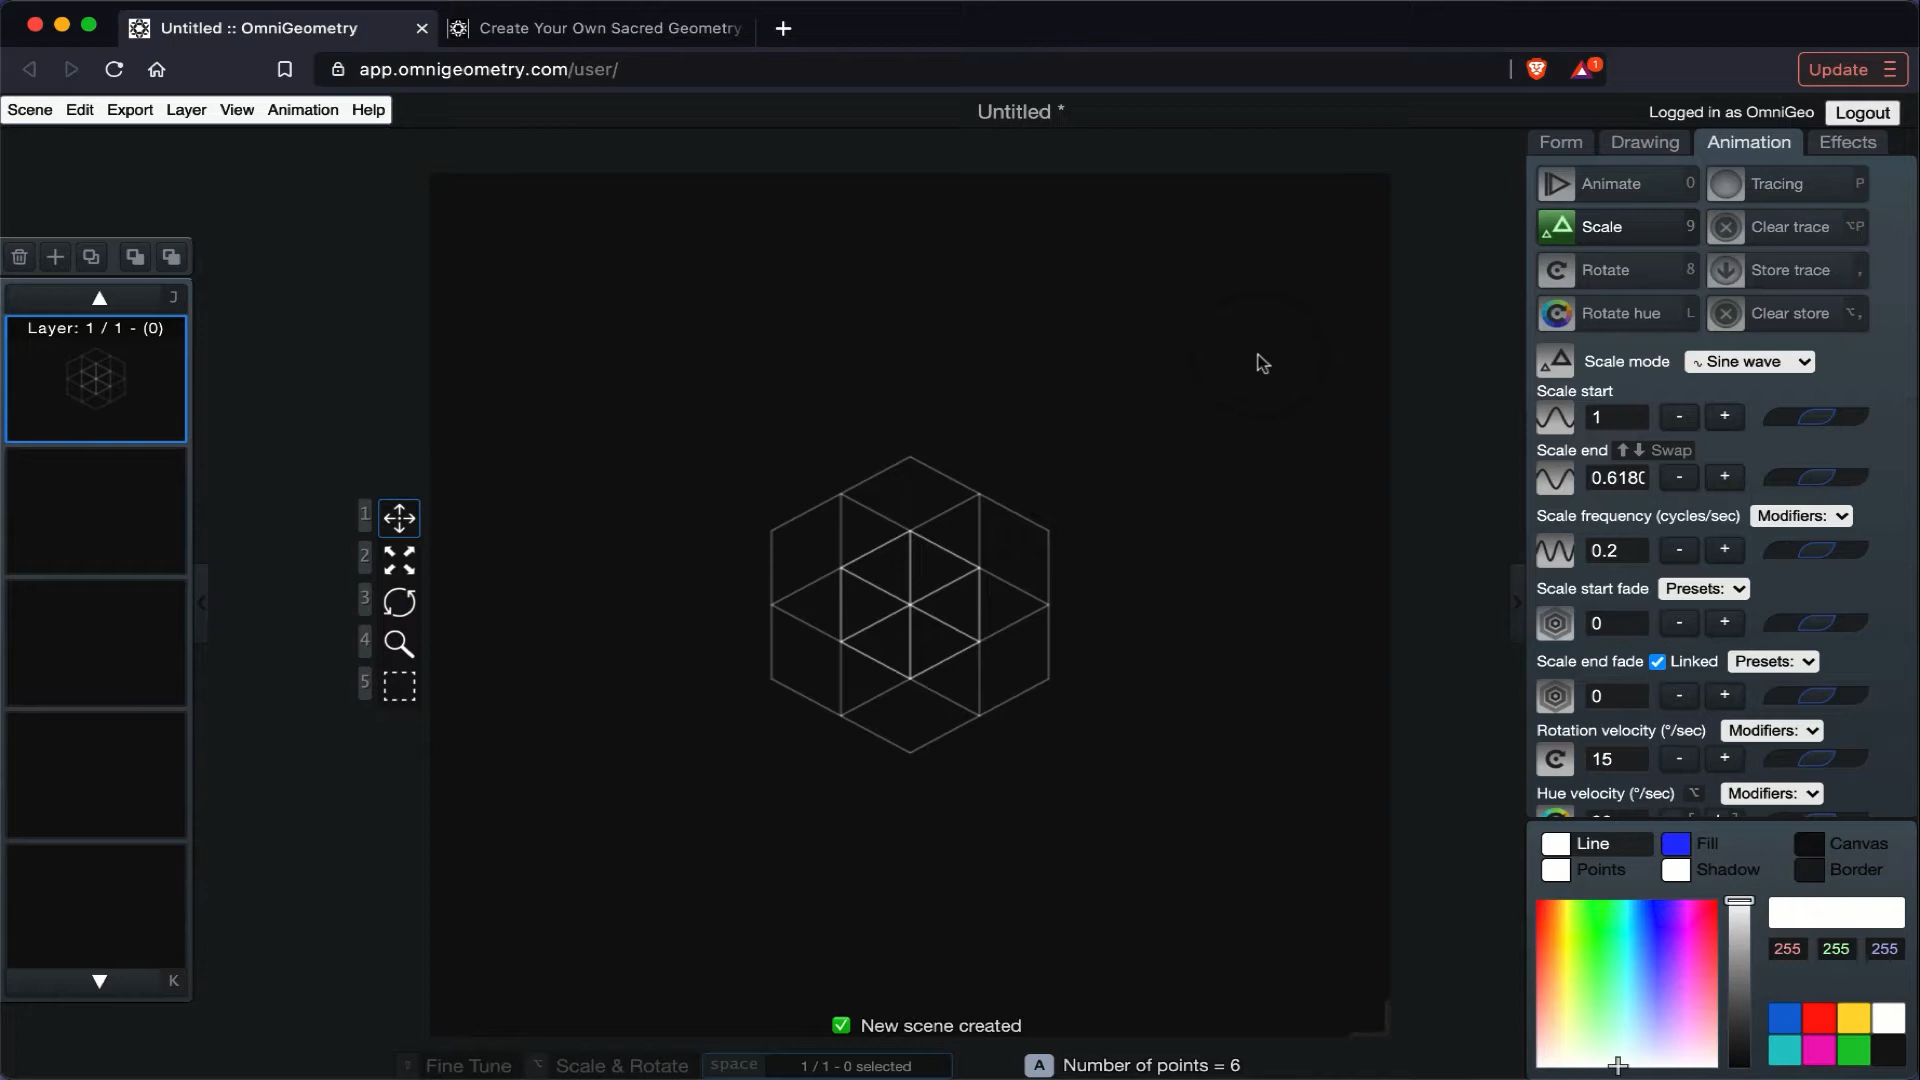 Untitled :: OmniGeometry
Create Your Own Sacred Geometry
app.omnigeometry.com/user/
1
Update
Scene Edit Export Layer View Animation Help
Untitled *
Logged in as OmniGeo
Logout
Form Drawing Animation Effects
Animate 0
Tracing P
Scale 9
Clear trace ⌥P
Rotate 8
Store trace ,
Rotate hue L
Clear store ⌥,
J
Layer: 1 / 1 - (0)
K
1
2
3
4
5
Scale mode ∿ Sine wave
Scale start
1 - +
Scale end Swap
0.6180 - +
Scale frequency (cycles/sec) Modifiers:
0.2 - +
Scale start fade Presets:
0 - +
Scale end fade Linked Presets:
0 - +
Rotation velocity (°/sec) Modifiers:
15 - +
Hue velocity (°/sec) ⌥ Modifiers:
Line Fill Canvas
Points Shadow Border
255 255 255
New scene created
Fine Tune
⌥ Scale & Rotate
space 1 / 1 - 0 selected
A Number of points = 6